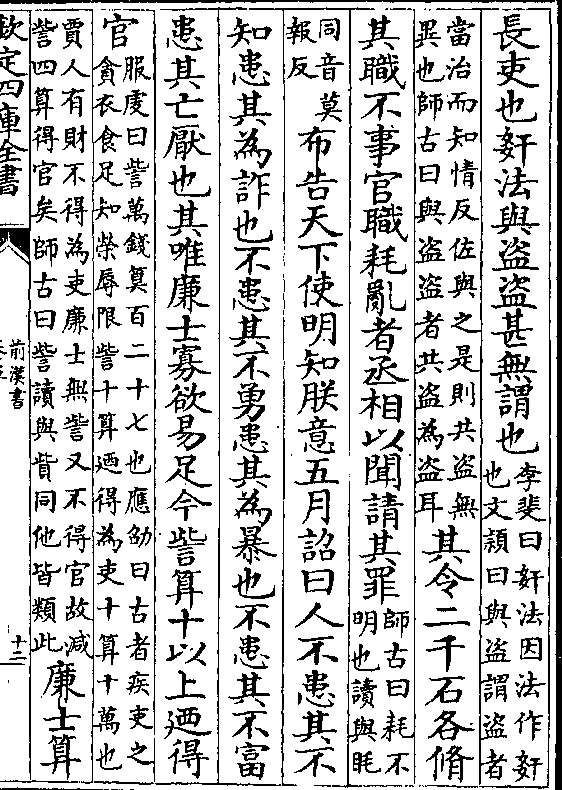 長吏也奸法與盜盜甚無謂也李斐曰奸法因法作奸也文頴曰與盜謂盜者
當治而知情反佐與之是則共盜無異也師古曰與盜盜者共盜為盗耳其令二千石各脩
其職不事官職耗亂者丞相以聞請其罪師古曰耗不明也讀與眊
同音莫報反布告天下使明知朕意五月詔曰人不患其不
知患其為詐也不患其不勇患其為暴也不患其不富
患其亡厭也其唯廉士寡欲易足今訾算十以上廼得
官服虔曰訾萬錢算百二十七也應劭曰古者疾吏之貪衣食足知榮辱限訾十算廼得為吏十算十萬也
賈人有財不得為吏廉士無訾又不得官故減訾四算得官矣師古曰訾讀與貲同他皆類此廉士算
欽定四庫全書
前漢書
卷五
十二